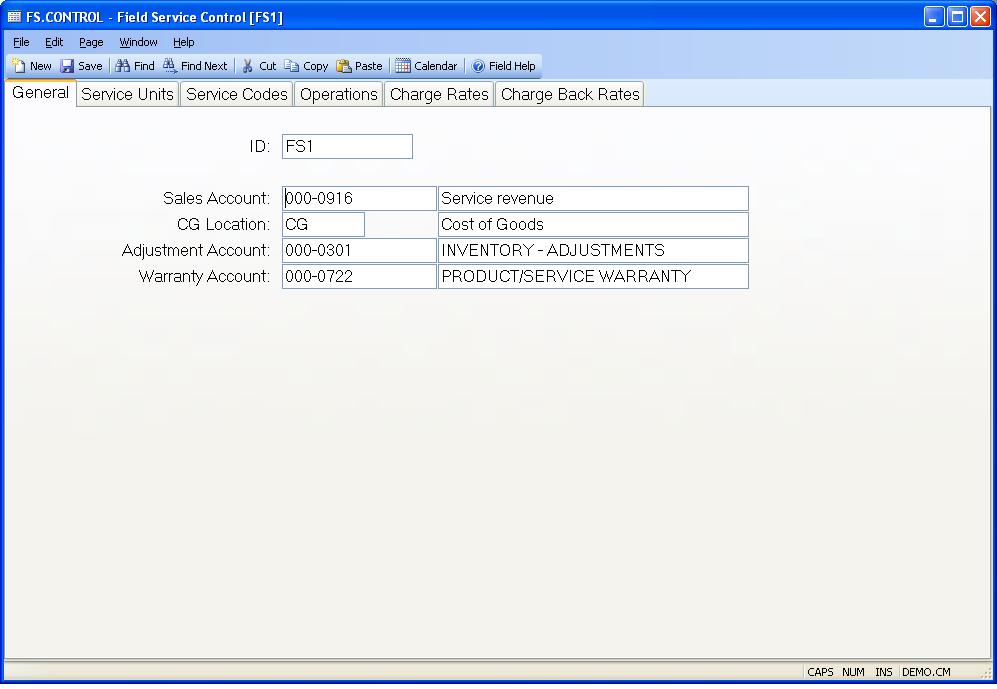 FS.CONTROL - Field Service Control [FS1]
File Edit Page Window Help
New Save Find Find Next Cut Copy Paste Calendar Field Help
General Service Units Service Codes Operations Charge Rates Charge Back Rates
ID: FS1
Sales Account: 000-0916 Service revenue
CG Location: CG Cost of Goods
Adjustment Account: 000-0301 INVENTORY - ADJUSTMENTS
Warranty Account: 000-0722 PRODUCT/SERVICE WARRANTY
CAPS NUM INS DEMO.CM